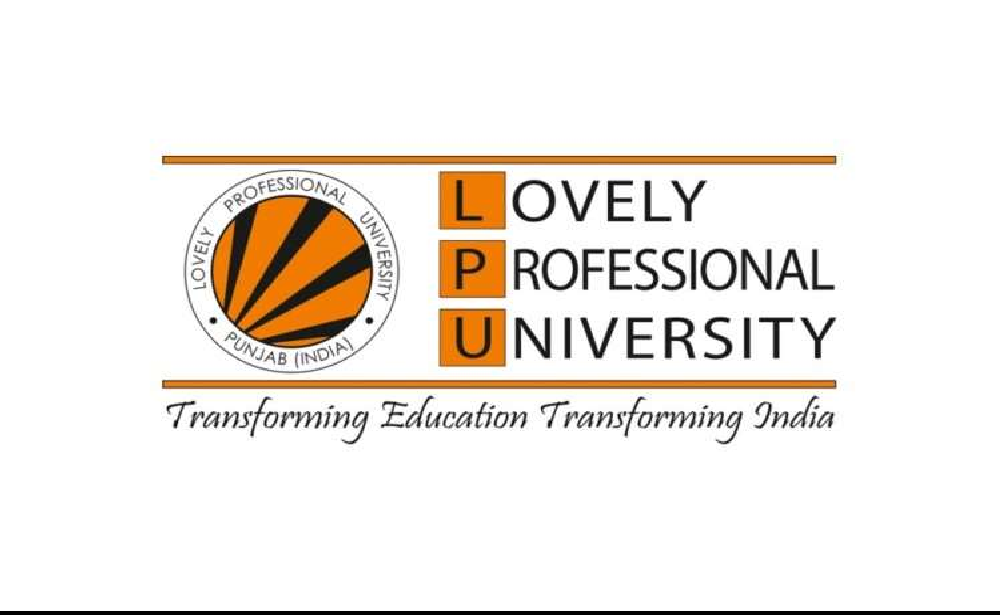 LOVELY PROFESSIONAL UNIVERSITY
• PUNJAB (INDIA) •
LOVELY
PROFESSIONAL
UNIVERSITY
Transforming Education Transforming India